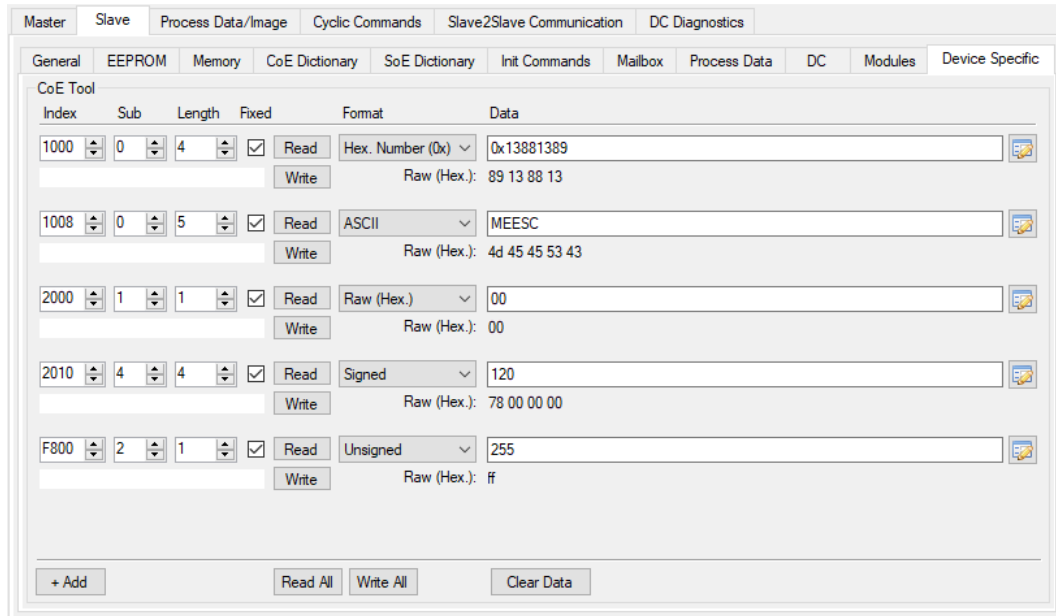 Master Slave Process Data/Image Cyclic Commands Slave2Slave Communication DC Diagnostics
General EEPROM Memory CoE Dictionary SoE Dictionary Init Commands Mailbox Process Data DC Modules Device Specific
CoE Tool
Index Sub Length Fixed Format Data
1000 0 4 Read Hex. Number (0x) 0x13881389
Write Raw (Hex.): 89 13 88 13
1008 0 5 Read ASCII MEESC
Write Raw (Hex.): 4d 45 45 53 43
2000 1 1 Read Raw (Hex.) 00
Write Raw (Hex.): 00
2010 4 4 Read Signed 120
Write Raw (Hex.): 78 00 00 00
F800 2 1 Read Unsigned 255
Write Raw (Hex.): ff
+ Add Read All Write All Clear Data